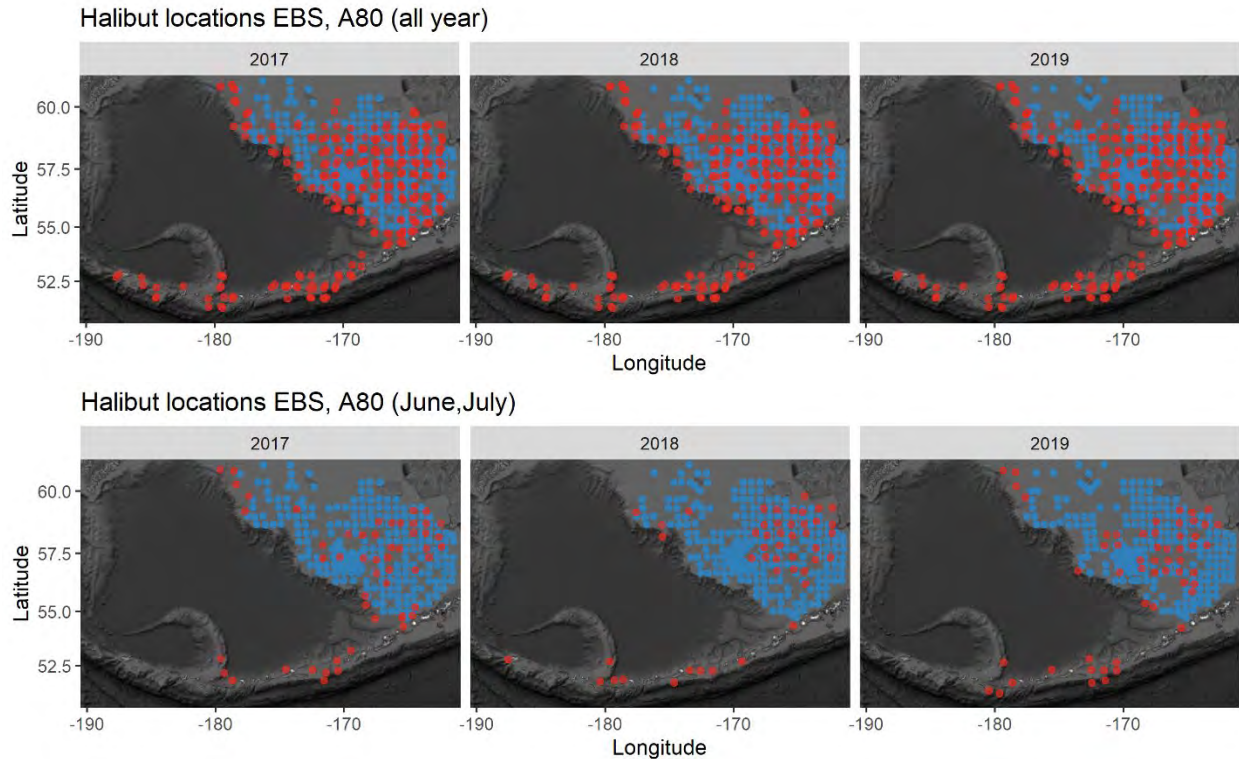 Halibut locations EBS, A80 (all year)
2017 2018 2019
Latitude
60.0
57.5
55.0
52.5
-190 -180 -170 -190 -180 -170 -190 -180 -170
Longitude
Halibut locations EBS, A80 (June,July)
2017 2018 2019
Latitude
60.0
57.5
55.0
52.5
-190 -180 -170 -190 -180 -170 -190 -180 -170
Longitude